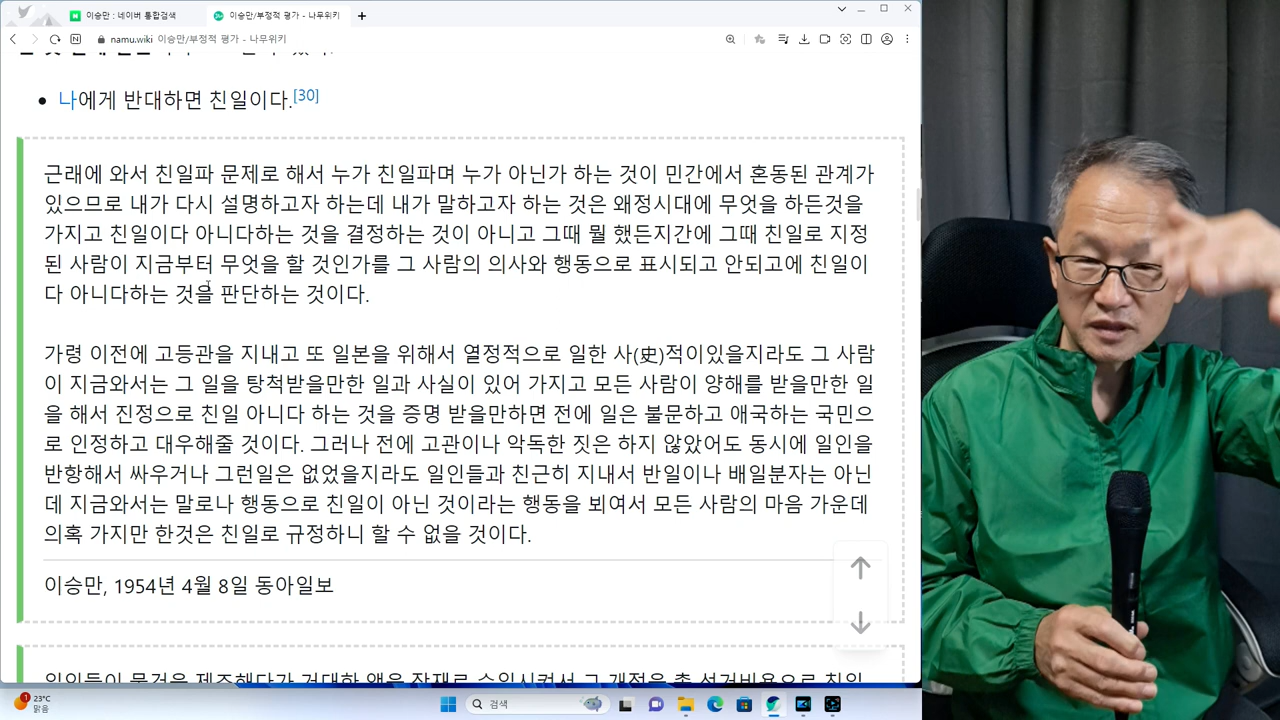 이승만 : 네이버 통합검색
이승만/부정적 평가 - 나무위키
namu.wiki 이승만/부정적 평가 - 나무위키
나에게 반대하면 친일이다.[30]
근래에 와서 친일파 문제로 해서 누가 친일파며 누가 아닌가 하는 것이 민간에서 혼동된 관계가
있으므로 내가 다시 설명하고자 하는데 내가 말하고자 하는 것은 왜정시대에 무엇을 하든것을
가지고 친일이다 아니다하는 것을 결정하는 것이 아니고 그때 뭘 했든지간에 그때 친일로 지정
된 사람이 지금부터 무엇을 할 것인가를 그 사람의 의사와 행동으로 표시되고 안되고에 친일이
다 아니다하는 것을 판단하는 것이다.
가령 이전에 고등관을 지내고 또 일본을 위해서 열정적으로 일한 사(史)적이있을지라도 그 사람
이 지금와서는 그 일을 탕척받을만한 일과 사실이 있어 가지고 모든 사람이 양해를 받을만한 일
을 해서 진정으로 친일 아니다 하는 것을 증명 받을만하면 전에 일은 불문하고 애국하는 국민으
로 인정하고 대우해줄 것이다. 그러나 전에 고관이나 악독한 짓은 하지 않았어도 동시에 일인을
반항해서 싸우거나 그런일은 없었을지라도 일인들과 친근히 지내서 반일이나 배일분자는 아닌
데 지금와서는 말로나 행동으로 친일이 아닌 것이라는 행동을 뵈여서 모든 사람의 마음 가운데
의혹 가지만 한것은 친일로 규정하니 할 수 없을 것이다.
이승만, 1954년 4월 8일 동아일보
23°C
맑음
검색